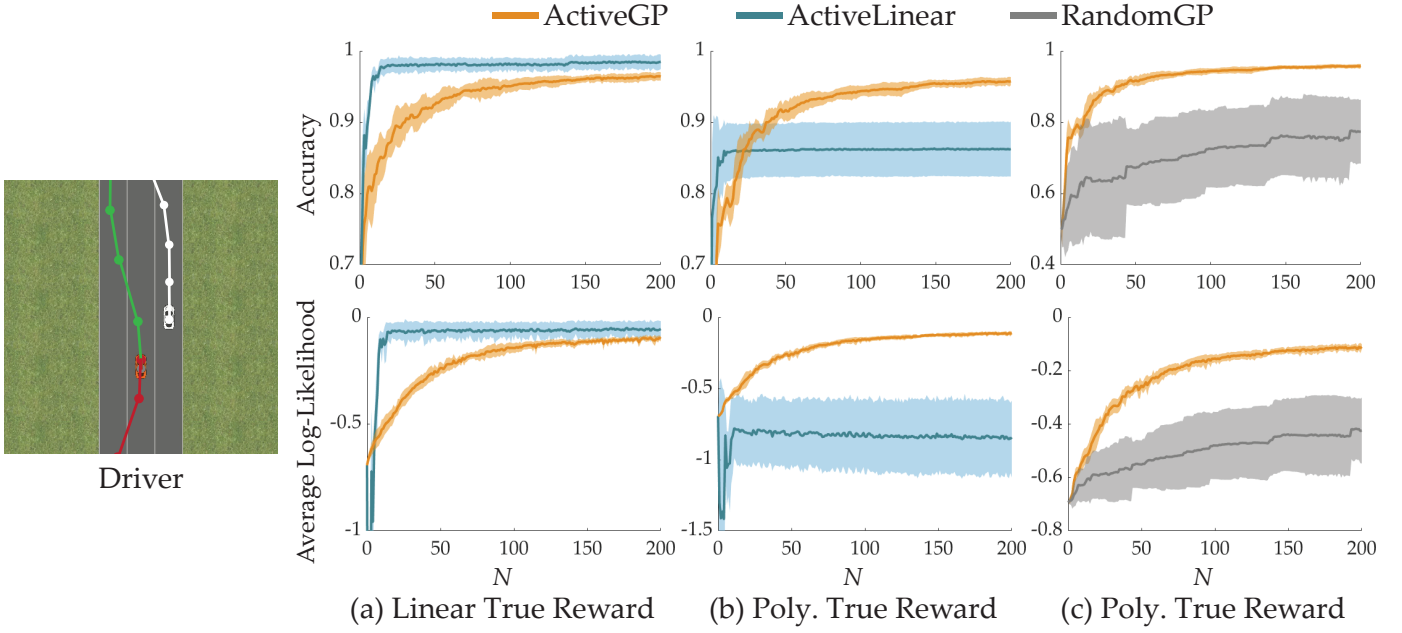 ActiveGP ActiveLinear RandomGP
Accuracy
1
0.9
0.8
0.7
0 50 100 150 200
1
0.9
0.8
0.7
0 50 100 150 200
1
0.8
0.6
0.4
0 50 100 150 200
Driver
Average Log-Likelihood
0
-0.5
-1
0 50 100 150 200
N
0
-0.5
-1
-1.5
0 50 100 150 200
N
0
-0.2
-0.4
-0.6
-0.8
0 50 100 150 200
N
(a) Linear True Reward (b) Poly. True Reward (c) Poly. True Reward